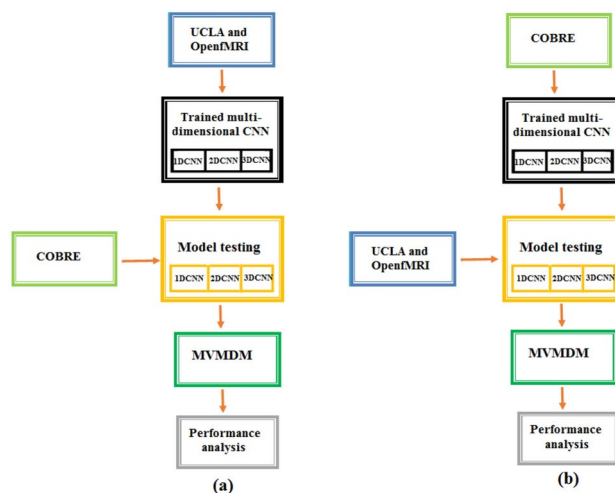 UCLA and
OpenfMRI
Trained multi-
dimensional CNN
1DCNN 2DCNN 3DCNN
COBRE
Model testing
1DCNN 2DCNN 3DCNN
MVMDM
Performance
analysis
(a)
COBRE
Trained multi-
dimensional CNN
1DCNN 2DCNN 3DCNN
UCLA and
OpenfMRI
Model testing
1DCNN 2DCNN 3DCNN
MVMDM
Performance
analysis
(b)